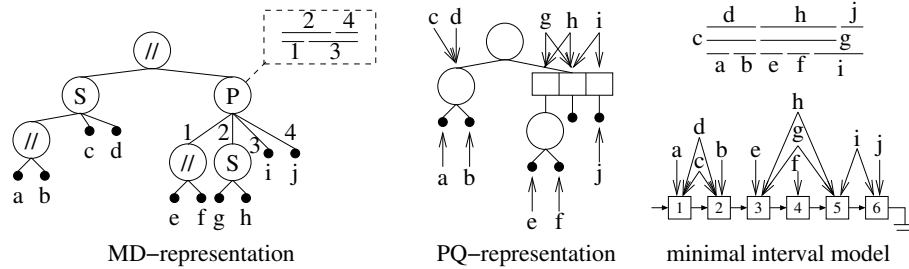 2 4
1 3
//
S P
1 2 3 4
// c d // S i j
a b e f g h
MD−representation
c d g h i
a b j
e f
PQ−representation
d h j
c g
a b e f i
h
d g i j
a c b e f
1 2 3 4 5 6
minimal interval model